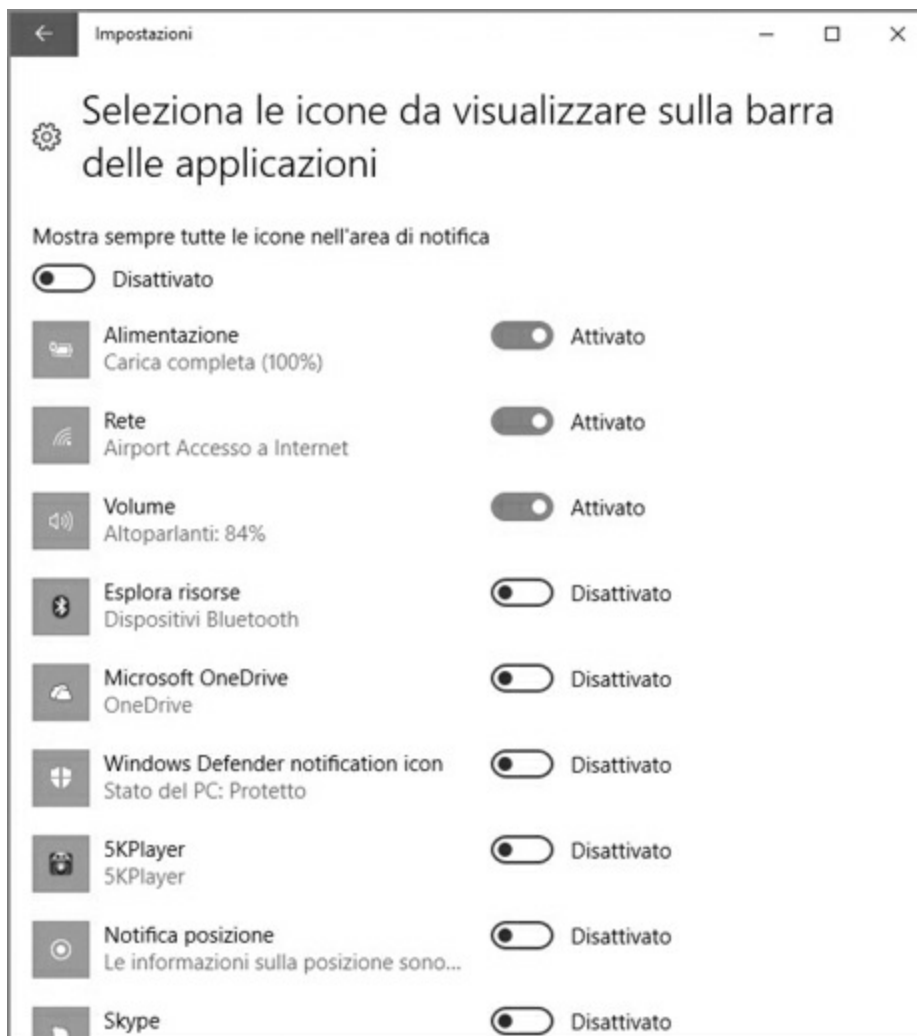 Impostazioni
Seleziona le icone da visualizzare sulla barra
delle applicazioni
Mostra sempre tutte le icone nell'area di notifica
Disattivato
Alimentazione
Carica completa (100%)
Attivato
Rete
Airport Accesso a Internet
Attivato
Volume
Altoparlanti: 84%
Attivato
Esplora risorse
Dispositivi Bluetooth
Disattivato
Microsoft OneDrive
OneDrive
Disattivato
Windows Defender notification icon
Stato del PC: Protetto
Disattivato
5KPlayer
5KPlayer
Disattivato
Notifica posizione
Le informazioni sulla posizione sono...
Disattivato
Skype
Disattivato